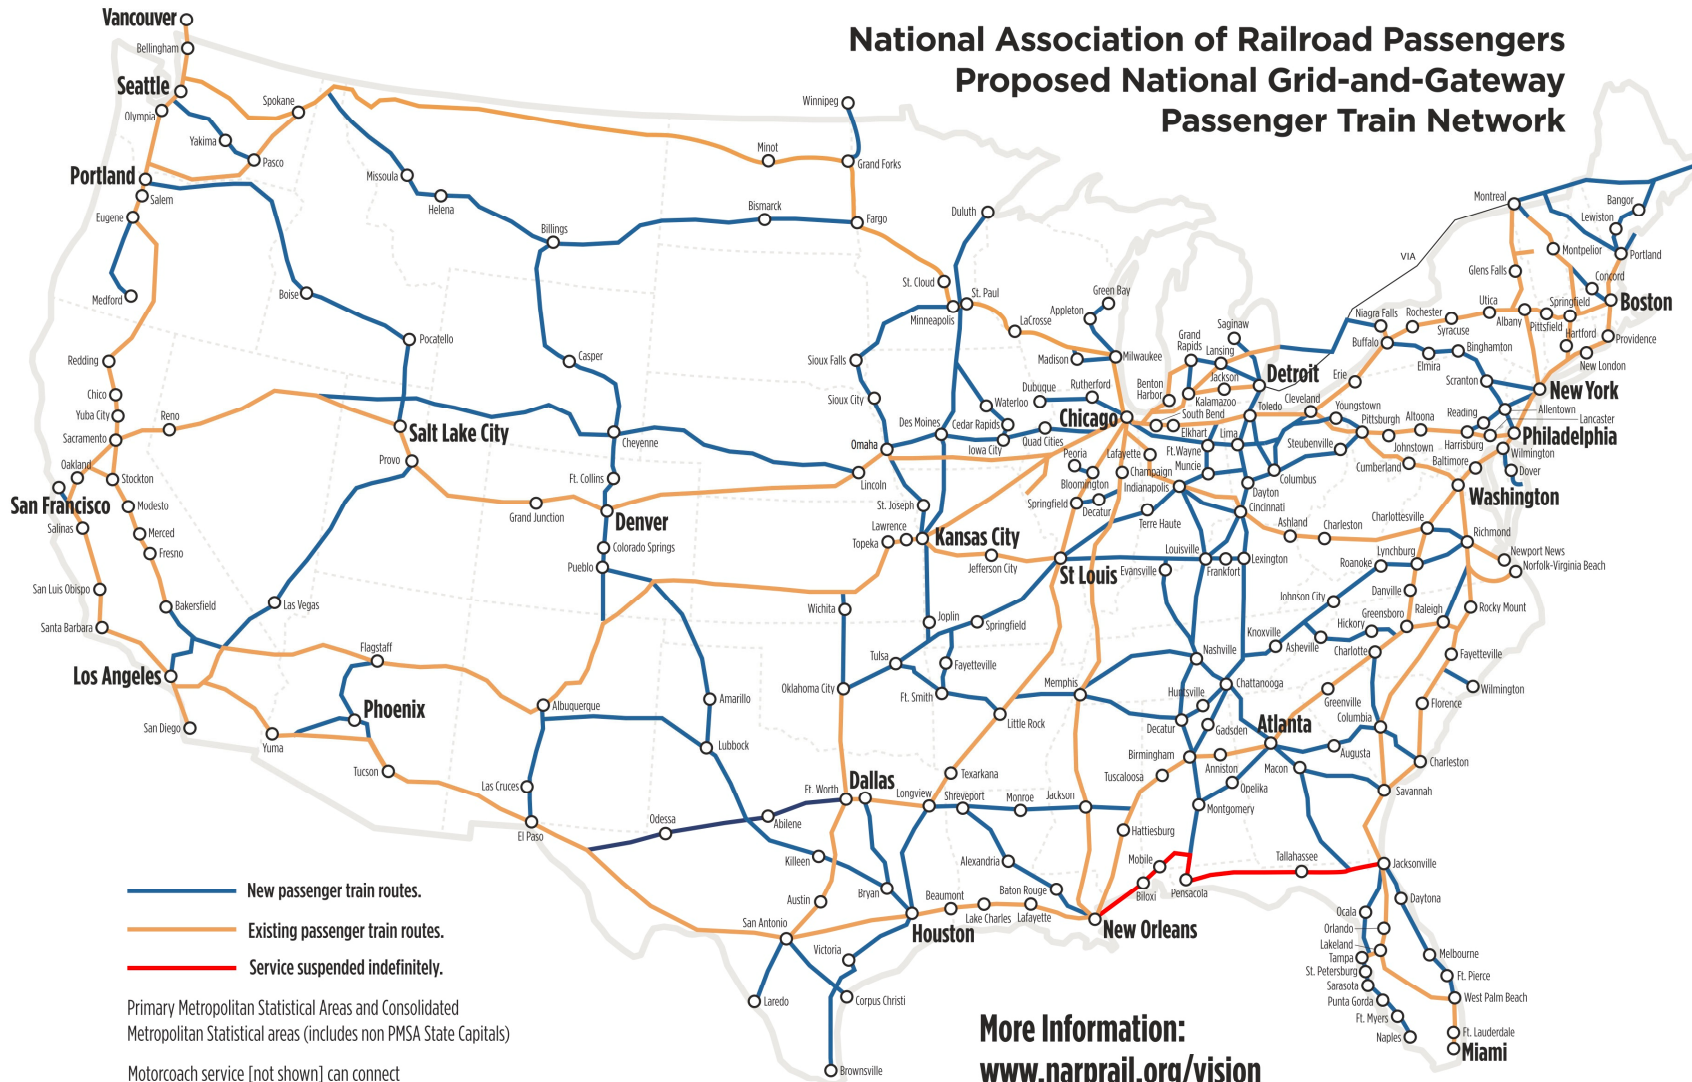 National Association of Railroad Passengers
Proposed National Grid-and-Gateway
Passenger Train Network
Vancouver
Bellingham
Seattle
Olympia
Spokane
Yakima
Pasco
Portland
Salem
Eugene
Medford
Missoula
Helena
Billings
Boise
Pocatello
Casper
Winnipeg
Minot
Grand Forks
Bismarck
Fargo
Duluth
St. Cloud
St. Paul
Minneapolis
LaCrosse
Green Bay
Appleton
Madison
Milwaukee
Sioux Falls
Sioux City
Dubuque
Rutherford
Waterloo
Cedar Rapids
Des Moines
Iowa City
Quad Cities
Omaha
Lincoln
Chicago
Redding
Chico
Yuba City
Sacramento
Reno
Oakland
Stockton
San Francisco
Modesto
Salinas
Merced
Fresno
San Luis Obispo
Bakersfield
Santa Barbara
Los Angeles
San Diego
Las Vegas
Salt Lake City
Provo
Grand Junction
Cheyenne
Ft. Collins
Denver
Colorado Springs
Pueblo
Flagstaff
Phoenix
Yuma
Tucson
Albuquerque
Las Cruces
El Paso
Amarillo
Lubbock
Odessa
Abilene
Ft. Worth
Dallas
Killeen
Austin
Bryan
San Antonio
Houston
Victoria
Laredo
Corpus Christi
Brownsville
Beaumont
Lake Charles
Lafayette
Baton Rouge
Alexandria
New Orleans
Longview
Shreveport
Monroe
Jackson
Texarkana
Little Rock
St. Joseph
Lawrence
Topeka
Kansas City
Jefferson City
Wichita
Joplin
Springfield
Tulsa
Fayetteville
Oklahoma City
Ft. Smith
Memphis
St Louis
Peoria
Bloomington
Springfield
Decatur
Champaign
Lafayette
Indianapolis
Terre Haute
Evansville
Louisville
Frankfort
Lexington
Nashville
Knoxville
Chattanooga
Huntsville
Decatur
Gadsden
Birmingham
Anniston
Tuscaloosa
Opelika
Montgomery
Hattiesburg
Mobile
Biloxi
Pensacola
Tallahassee
Jacksonville
Atlanta
Macon
Augusta
Savannah
Charleston
Columbia
Greenville
Florence
Wilmington
Fayetteville
Charlotte
Hickory
Asheville
Johnson City
Greensboro
Raleigh
Rocky Mount
Danville
Lynchburg
Roanoke
Charlottesville
Richmond
Newport News
Norfolk-Virginia Beach
Charleston
Ashland
Cincinnati
Dayton
Columbus
Muncie
Ft.Wayne
Lima
Elkhart
South Bend
Toledo
Cleveland
Youngstown
Steubenville
Pittsburgh
Altoona
Johnstown
Cumberland
Harrisburg
Baltimore
Washington
Dover
Wilmington
Philadelphia
Lancaster
Allentown
Reading
Scranton
New York
Binghamton
Elmira
Erie
Buffalo
Niagra Falls
Rochester
Syracuse
Utica
Albany
Pittsfield
Springfield
Hartford
New London
Providence
Boston
Concord
Portland
Lewiston
Bangor
Montpelior
Glens Falls
Montreal
VIA
Detroit
Saginaw
Lansing
Grand
Rapids
Jackson
Kalamazoo
Benton
Harbor
Daytona
Ocala
Orlando
Lakeland
Tampa
St. Petersburg
Sarasota
Punta Gorda
Ft. Myers
Naples
Melbourne
Ft. Pierce
West Palm Beach
Ft. Lauderdale
Miami
New passenger train routes.
Existing passenger train routes.
Service suspended indefinitely.
Primary Metropolitan Statistical Areas and Consolidated
Metropolitan Statistical areas (includes non PMSA State Capitals)
Motorcoach service [not shown] can connect
More Information:
www.narprail.org/vision